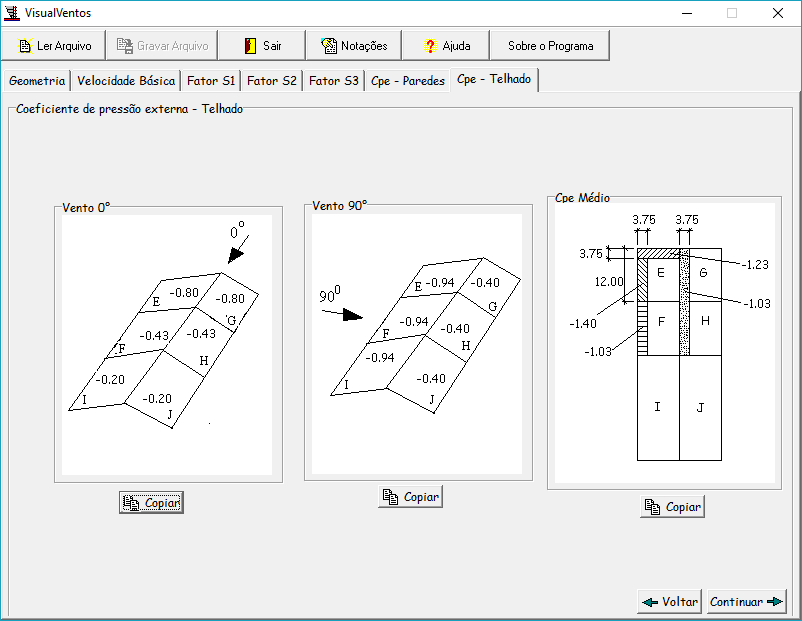 VisualVentos
Ler Arquivo Gravar Arquivo Sair Notações ? Ajuda Sobre o Programa
Geometria Velocidade Básica Fator S1 Fator S2 Fator S3 Cpe - Paredes Cpe - Telhado
Coeficiente de pressão externa - Telhado
Vento 0°
0°
E -0.80 -0.80
G
F -0.43 -0.43
H
-0.20 -0.20
I J
Copiar
Vento 90°
90°
E -0.94 -0.40
G
F -0.94 -0.40
H
-0.94 -0.40
I J
Copiar
Cpe Médio
3.75 3.75
3.75
12.00
-1.23
E G
-1.03
-1.40
F H
-1.03
I J
Copiar
Voltar Continuar